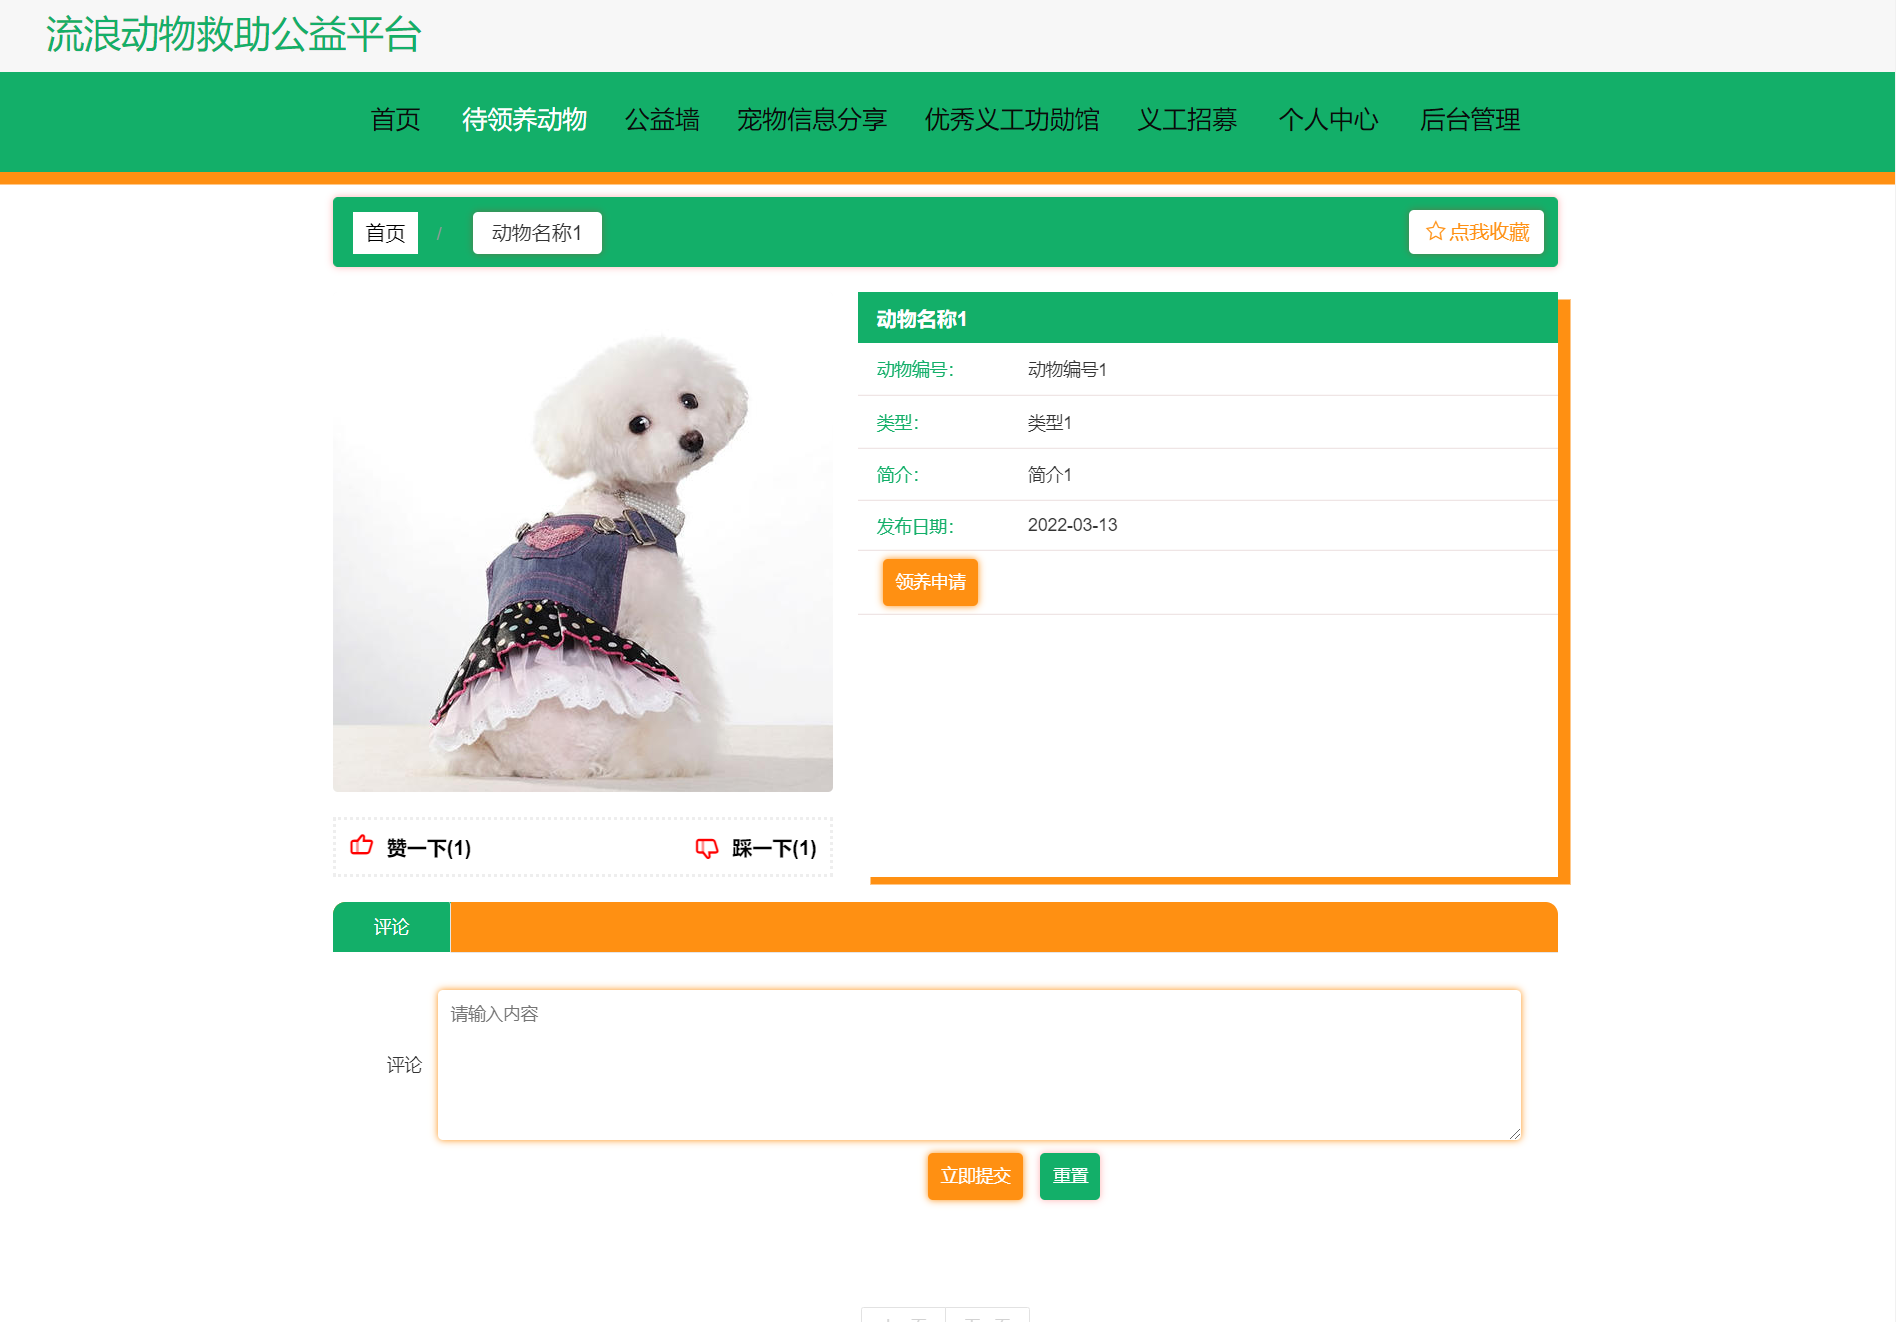 流浪动物救助公益平台
首页 待领养动物 公益墙 宠物信息分享 优秀义工功勋馆 义工招募 个人中心 后台管理
首页 / 动物名称1 点我收藏
动物名称1
动物编号: 动物编号1
类型: 类型1
简介: 简介1
发布日期: 2022-03-13
领养申请
赞一下(1) 踩一下(1)
评论
请输入内容
评论
立即提交 重置